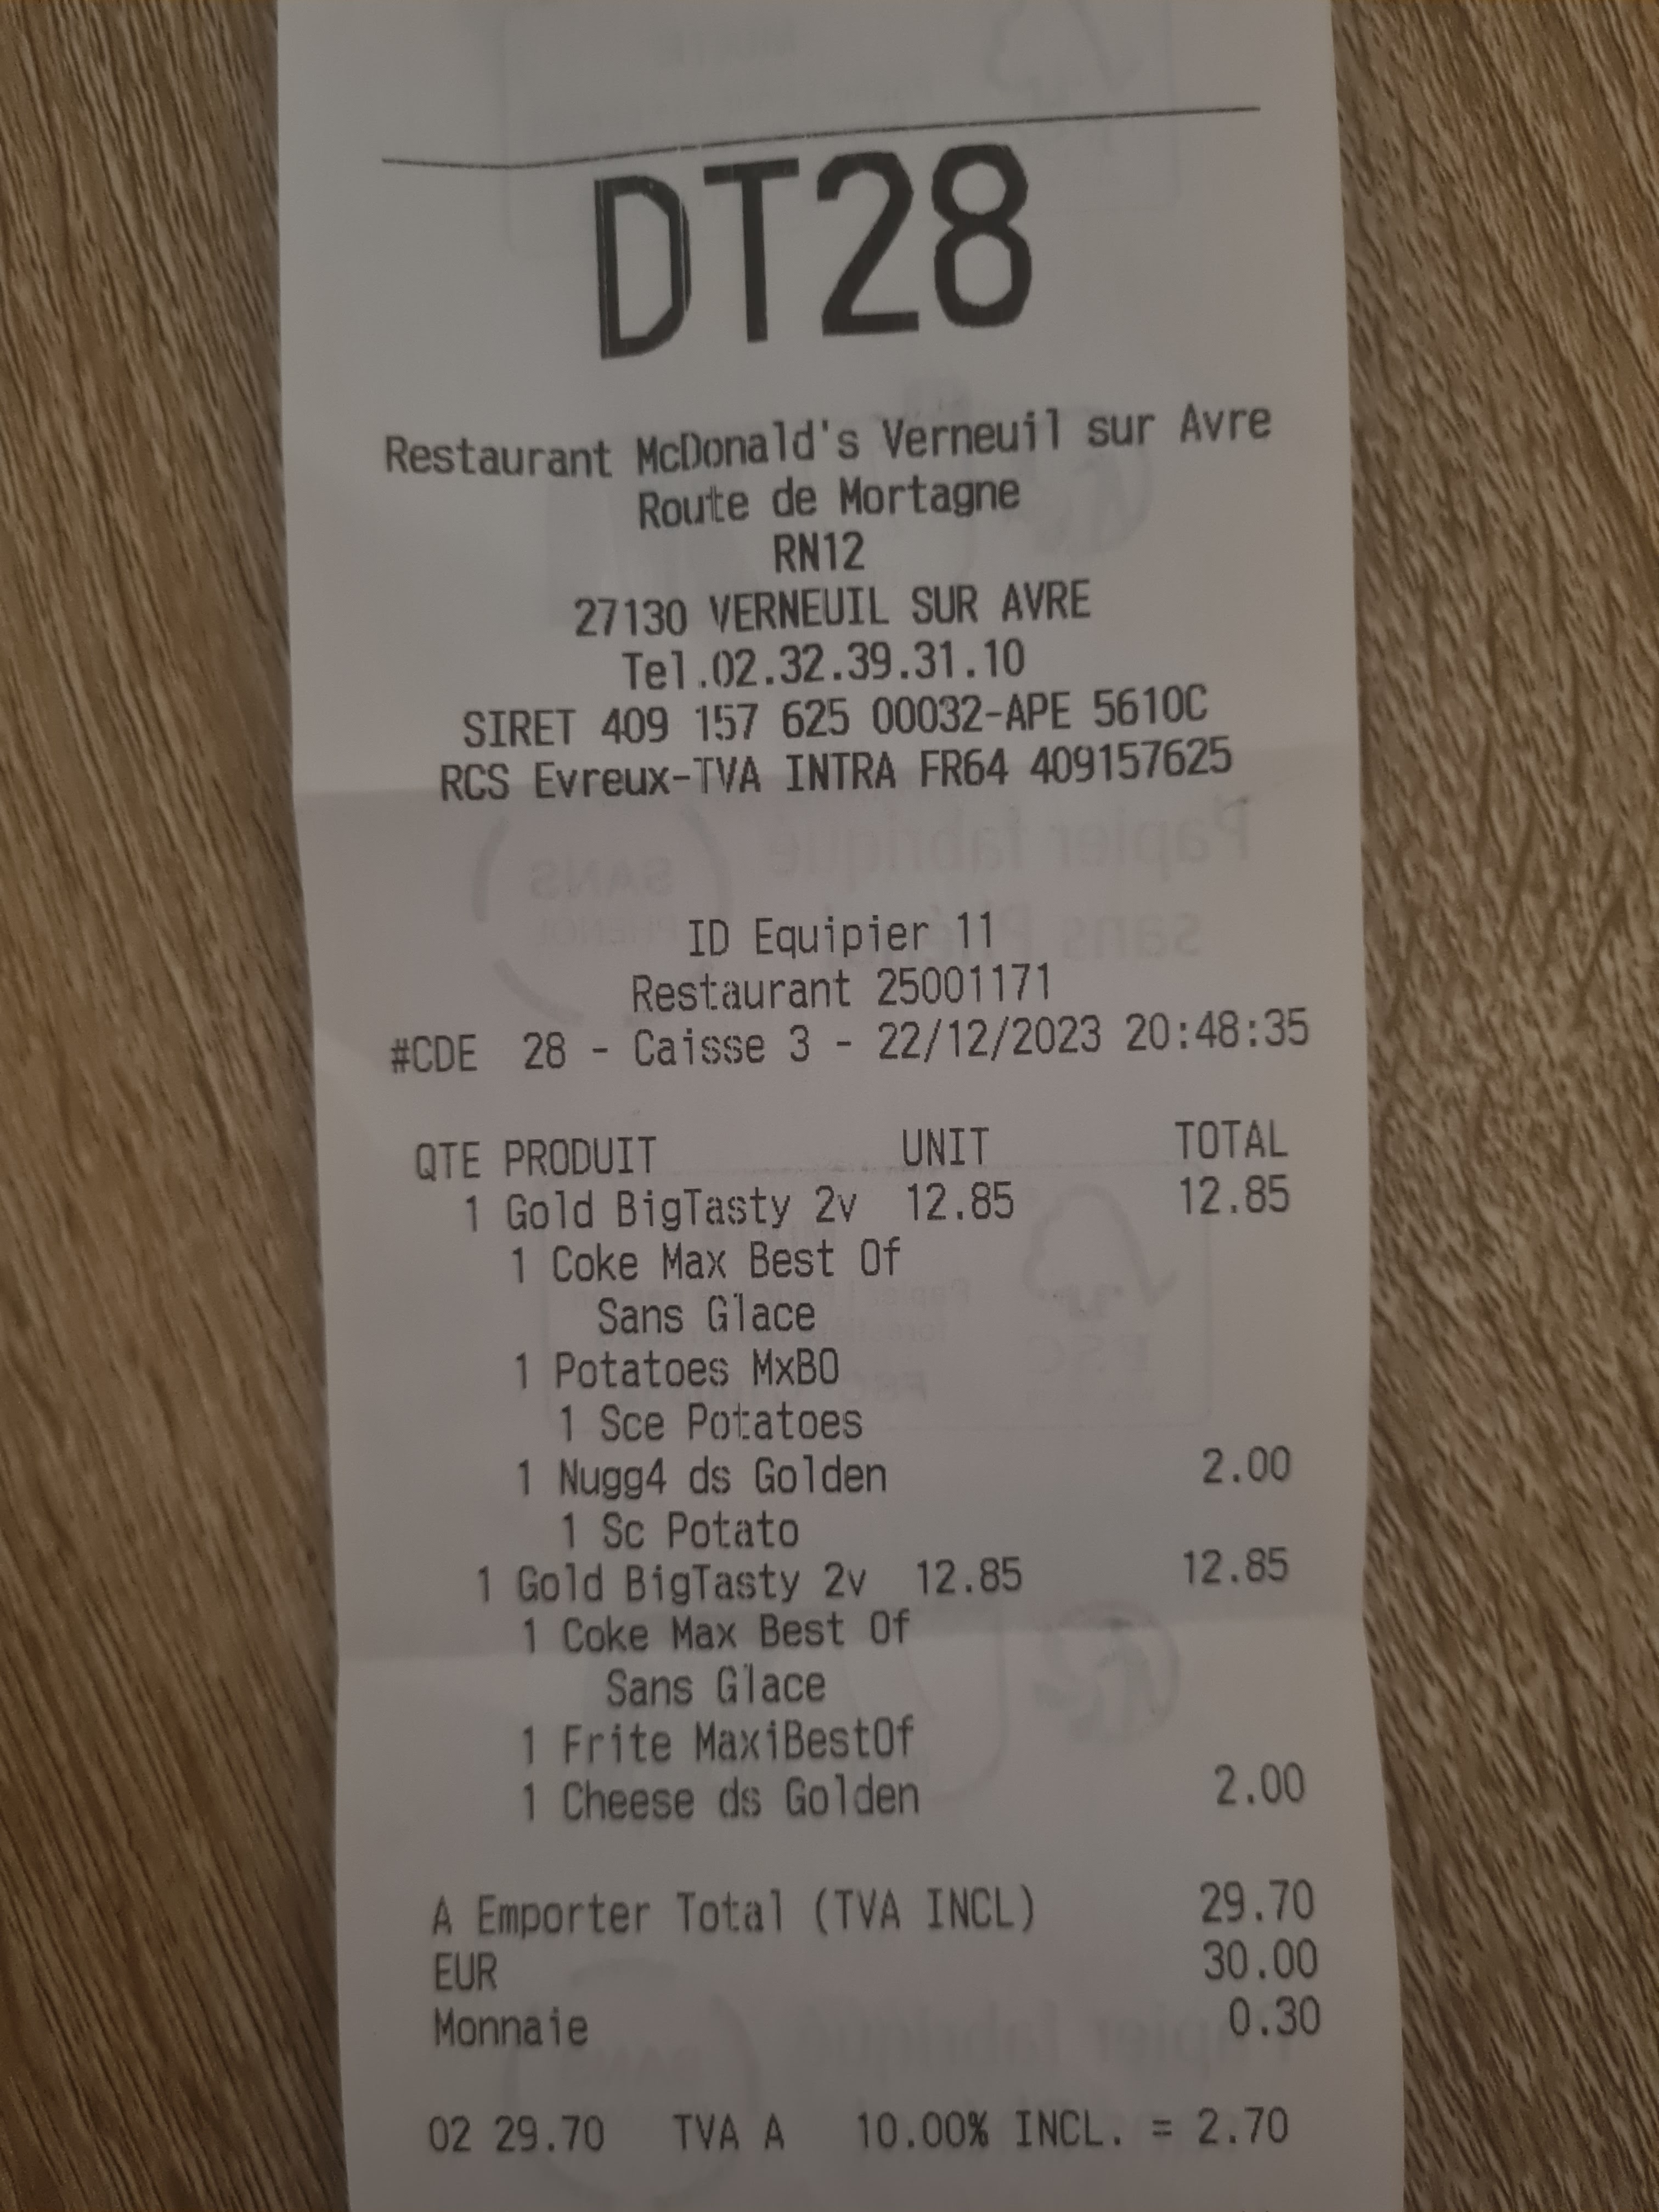 DT28
Restaurant McDonald's Verneuil sur Avre
Route de Mortagne
RN12
27130 VERNEUIL SUR AVRE
Tel.02.32.39.31.10
SIRET 409 157 625 00032-APE 5610C
RCS Evreux-TVA INTRA FR64 409157625
Papier fabriqué
SANS
sans
ID Equipier 11
Restaurant 25001171
#CDE 28 - Caisse 3 - 22/12/2023 20:48:35
QTE PRODUIT UNIT TOTAL
1 Gold BigTasty 2v 12.85 12.85
1 Coke Max Best Of
Sans Glace
1 Potatoes MxBO
1 Sce Potatoes
1 Nugg4 ds Golden 2.00
1 Sc Potato
1 Gold BigTasty 2v 12.85 12.85
1 Coke Max Best Of
Sans Glace
1 Frite MaxiBestOf
1 Cheese ds Golden 2.00
A Emporter Total (TVA INCL) 29.70
EUR 30.00
Monnaie 0.30
02 29.70 TVA A 10.00% INCL. = 2.70